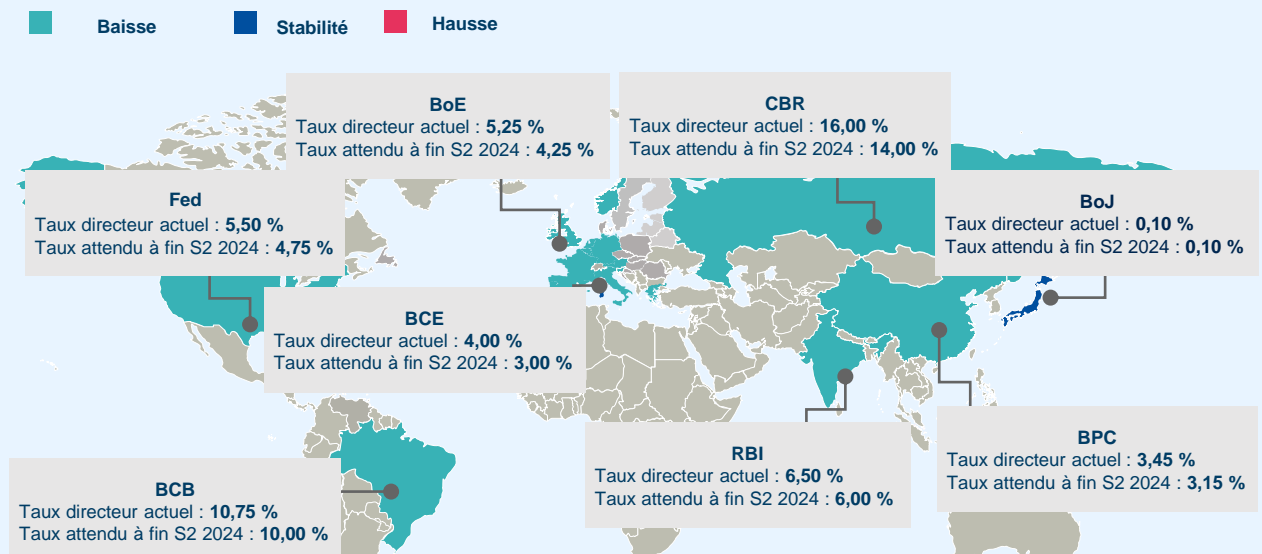 Baisse
Stabilité
Hausse
BoE
Taux directeur actuel : 5,25 %
Taux attendu à fin S2 2024 : 4,25 %
CBR
Taux directeur actuel : 16,00 %
Taux attendu à fin S2 2024 : 14,00 %
Fed
Taux directeur actuel : 5,50 %
Taux attendu à fin S2 2024 : 4,75 %
BoJ
Taux directeur actuel : 0,10 %
Taux attendu à fin S2 2024 : 0,10 %
BCE
Taux directeur actuel : 4,00 %
Taux attendu à fin S2 2024 : 3,00 %
RBI
Taux directeur actuel : 6,50 %
Taux attendu à fin S2 2024 : 6,00 %
BPC
Taux directeur actuel : 3,45 %
Taux attendu à fin S2 2024 : 3,15 %
BCB
Taux directeur actuel : 10,75 %
Taux attendu à fin S2 2024 : 10,00 %